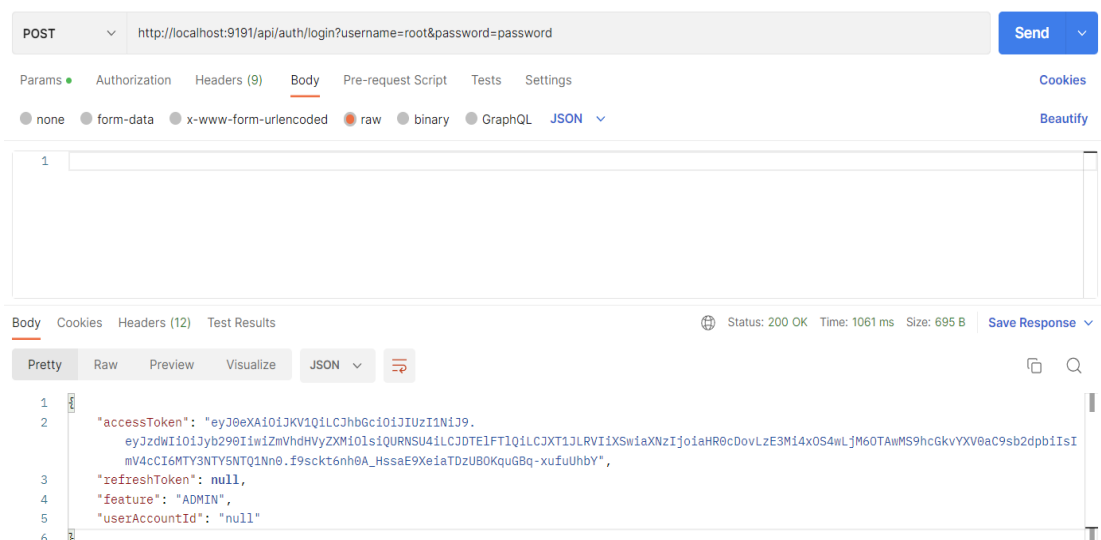 POST
http://localhost:9191/api/auth/login?username=root&password=password
Send
Params
Authorization
Headers (9)
Body
Pre-request Script
Tests
Settings
Cookies
none
form-data
x-www-form-urlencoded
raw
binary
GraphQL
JSON
Beautify
1
Body
Cookies
Headers (12)
Test Results
Status: 200 OK
Time: 1061 ms
Size: 695 B
Save Response
Pretty
Raw
Preview
Visualize
JSON
1 {
2 "accessToken": "eyJ0eXAiOiJKV1QiLCJhbGciOiJIUzI1NiJ9.
eyJzdWIiOiJyb290IiwiZmVhdHVyZXMiOlsiQURNSU4iLCJDTElFTlQiLCJXT1JLRVIiXSwiaXNzIjoiaHR0cDovLzE3Mi4xOS4wLjM6OTAwMS9hcGkvYXV0aC9sb2dpbiIsI
mV4cCI6MTY3NTY5NTQ1Nn0.f9sckt6nh0A_HssaE9XeiaTDzUBOKquGBq-xufuUhbY",
3 "refreshToken": null,
4 "feature": "ADMIN",
5 "userAccountId": "null"
6 }